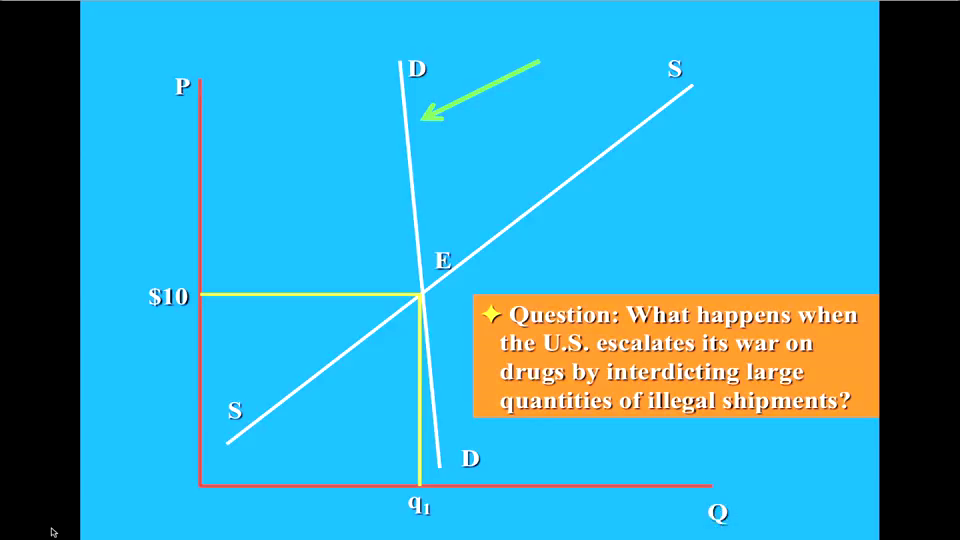 D
S
P
E
$10
✦ Question: What happens when
the U.S. escalates its war on
drugs by interdicting large
quantities of illegal shipments?
S
D
q₁
Q